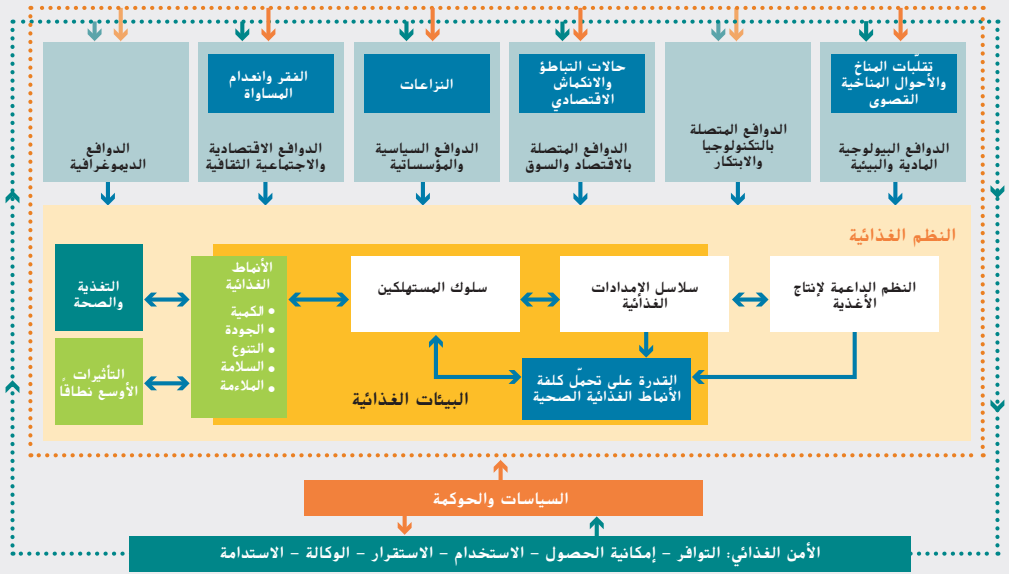 تقلّبات المناخ
والأحوال المناخية
القصوى
الدوافع البيولوجية
المادية والبيئية
الدوافع المتصلة
بالتكنولوجيا
والابتكار
حالات التباطؤ
والانكماش
الاقتصادي
الدوافع المتصلة
بالاقتصاد والسوق
النزاعات
الدوافع السياسية
والمؤسساتية
الفقر وانعدام
المساواة
الدوافع الاقتصادية
والاجتماعية الثقافية
الدوافع
الديموغرافية
النظم الغذائية
النظم الداعمة لإنتاج
الأغذية
سلاسل الإمدادات
الغذائية
سلوك المستهلكين
الأنماط
الغذائية
• الكمية
• الجودة
• التنوع
• السلامة
• الملاءمة
التغذية
والصحة
التأثيرات
الأوسع نطاقًا
القدرة على تحمّل كلفة
الأنماط الغذائية الصحية
البيئات الغذائية
السياسات والحوكمة
الأمن الغذائي: التوافر – إمكانية الحصول – الاستخدام – الاستقرار – الوكالة – الاستدامة